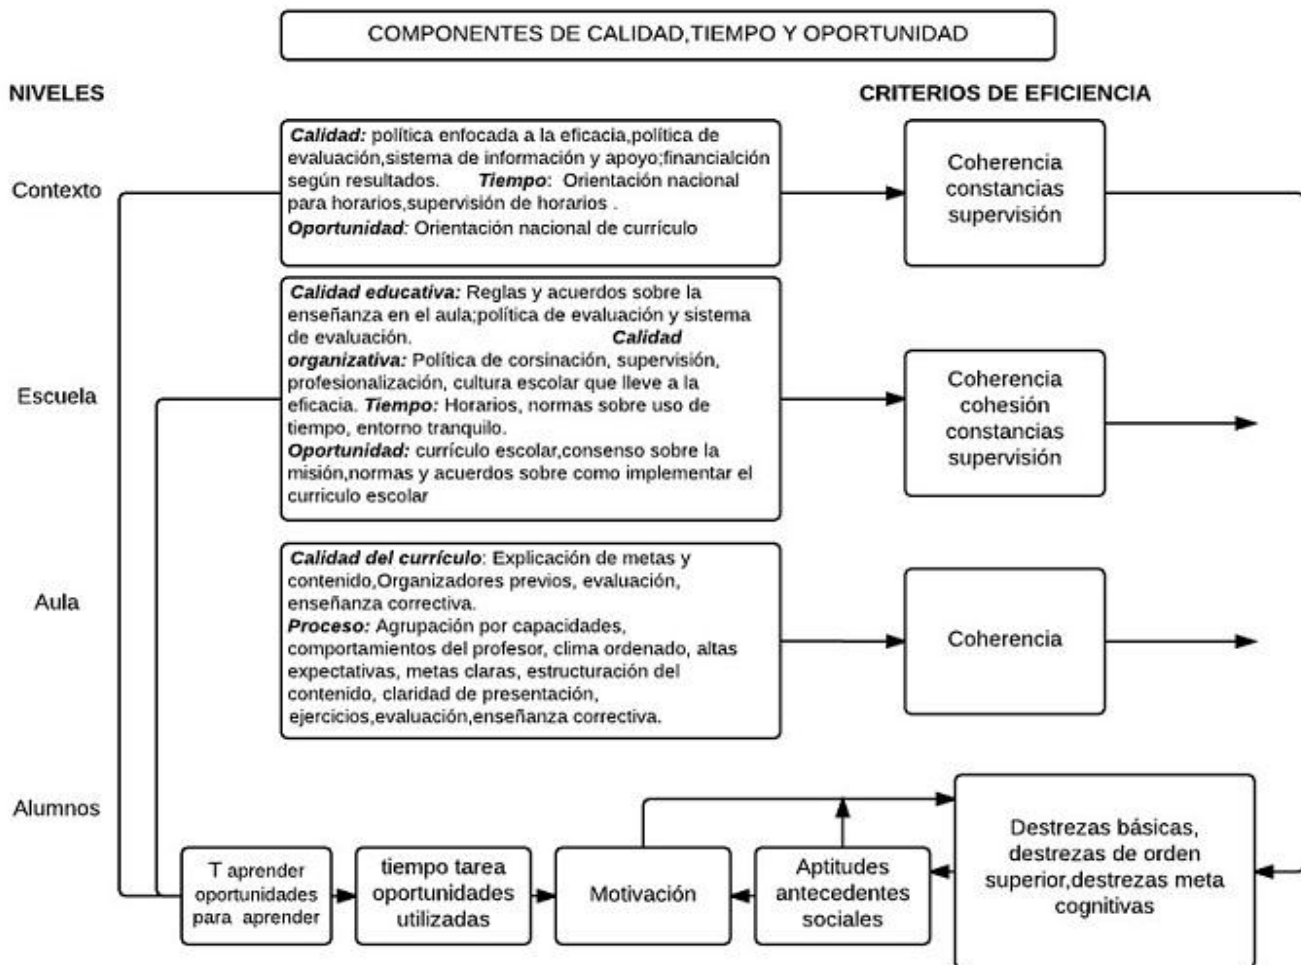 COMPONENTES DE CALIDAD,TIEMPO Y OPORTUNIDAD
NIVELES
CRITERIOS DE EFICIENCIA
Contexto
Calidad: política enfocada a la eficacia,política de
evaluación,sistema de información y apoyo;financialción
según resultados. Tiempo: Orientación nacional
para horarios,supervisión de horarios .
Oportunidad: Orientación nacional de currículo
Coherencia
constancias
supervisión
Escuela
Calidad educativa: Reglas y acuerdos sobre la
enseñanza en el aula;política de evaluación y sistema
de evaluación. Calidad
organizativa: Política de corsinación, supervisión,
profesionalización, cultura escolar que lleve a la
eficacia. Tiempo: Horarios, normas sobre uso de
tiempo, entorno tranquilo.
Oportunidad: currículo escolar,consenso sobre la
misión,normas y acuerdos sobre como implementar el
curriculo escolar
Coherencia
cohesión
constancias
supervisión
Aula
Calidad del currículo: Explicación de metas y
contenido,Organizadores previos, evaluación,
enseñanza correctiva.
Proceso: Agrupación por capacidades,
comportamientos del profesor, clima ordenado, altas
expectativas, metas claras, estructuración del
contenido, claridad de presentación,
ejercicios,evaluación,enseñanza correctiva.
Coherencia
Alumnos
T aprender
oportunidades
para aprender
tiempo tarea
oportunidades
utilizadas
Motivación
Aptitudes
antecedentes
sociales
Destrezas básicas,
destrezas de orden
superior,destrezas meta
cognitivas